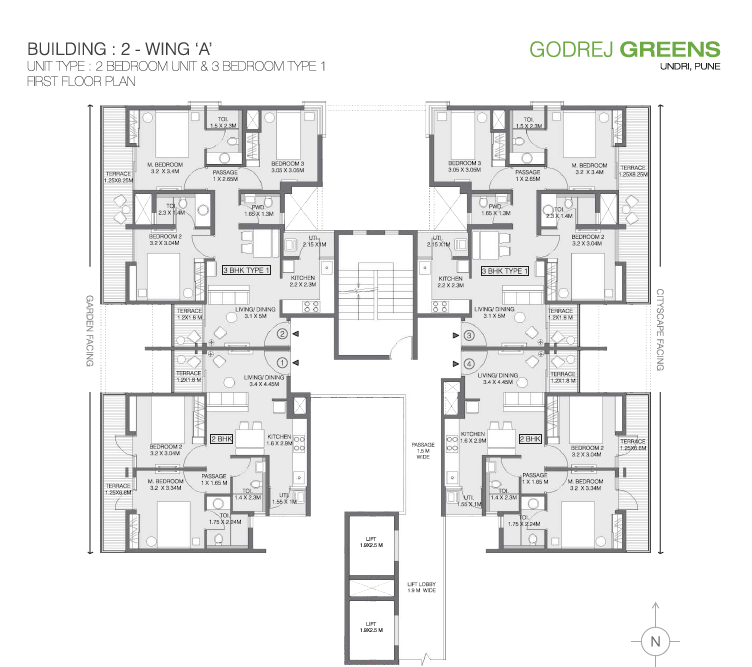 BUILDING : 2 - WING ‘A’
UNIT TYPE : 2 BEDROOM UNIT & 3 BEDROOM TYPE 1
FIRST FLOOR PLAN
GODREJ GREENS
UNDRI, PUNE
TOI.
1.5 X 2.3M
M. BEDROOM
3.2 X 3.4M
BEDROOM 3
3.05 X 3.05M
PASSAGE
1 X 2.65M
TERRACE
1.25X8.25M
TOI.
2.3 X 1.4M
PWD.
1.65 X 1.3M
BEDROOM 2
3.2 X 3.04M
UTI.
2.15 X 1M
3 BHK TYPE 1
KITCHEN
2.2 X 2.3M
TERRACE
1.2X1.6 M
LIVING/ DINING
3.1 X 5M
2
TOI.
1.5 X 2.3M
BEDROOM 3
3.05 X 3.05M
M. BEDROOM
3.2 X 3.4M
PASSAGE
1 X 2.65M
TERRACE
1.25X8.25M
PWD.
1.65 X 1.3M
TOI.
2.3 X 1.4M
UTI.
2.15 X 1M
BEDROOM 2
3.2 X 3.04M
3 BHK TYPE 1
KITCHEN
2.2 X 2.3M
LIVING/ DINING
3.1 X 5M
TERRACE
1.2X1.6 M
3
GARDEN FACING
CITYSCAPE FACING
1
TERRACE
1.2X1.6 M
LIVING/ DINING
3.4 X 4.45M
2 BHK
KITCHEN
1.6 X 2.9M
BEDROOM 2
3.2 X 3.04M
PASSAGE
1 X 1.65 M
M. BEDROOM
3.2 X 3.34M
TERRACE
1.25X6.6M
TOI.
1.4 X 2.3M
UTI.
1.55 X 1M
TOI.
1.75 X 2.24M
4
LIVING/ DINING
3.4 X 4.45M
TERRACE
1.2X1.6 M
KITCHEN
1.6 X 2.9M
2 BHK
BEDROOM 2
3.2 X 3.04M
TERRACE
1.25X6.6M
PASSAGE
1 X 1.65 M
M. BEDROOM
3.2 X 3.34M
UTI.
1.55 X 1M
TOI.
1.4 X 2.3M
TOI.
1.75 X 2.24M
PASSAGE
1.5 M
WIDE
LIFT
1.9X2.5 M
LIFT LOBBY
1.9 M WIDE
LIFT
1.9X2.5 M
N